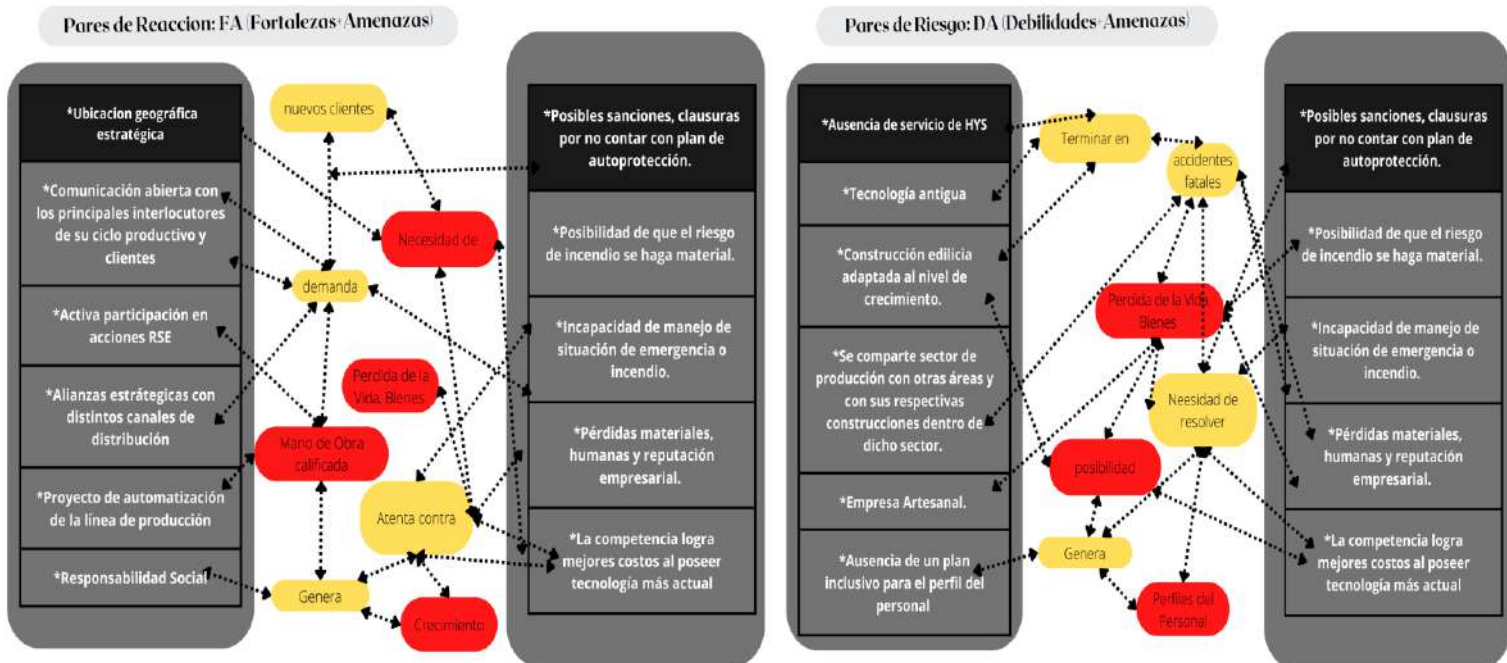 Pares de Reaccion: FA (Fortalezas+Amenazas)
*Ubicacion geográfica
estratégica
*Comunicación abierta con
los principales interlocutores
de su ciclo productivo y
clientes
*Activa participación en
acciones RSE
*Alianzas estrátegicas con
distintos canales de
distribución
*Proyecto de automatización
de la línea de producción
*Responsabilidad Social
nuevos clientes
Necesidad de
demanda
Perdida de la
Vida, Bienes
Mano de Obra
calificada
Atenta contra
Genera
Crecimiento
*Posibles sanciones, clausuras
por no contar con plan de
autoprotección.
*Posibilidad de que el riesgo
de incendio se haga material.
*Incapacidad de manejo de
situación de emergencia o
incendio.
*Pérdidas materiales,
humanas y reputación
empresarial.
*La competencia logra
mejores costos al poseer
tecnología más actual
Pares de Riesgo: DA (Debilidades+Amenazas)
*Ausencia de servicio de HYS
*Tecnología antigua
*Construcción edilicia
adaptada al nivel de
crecimiento.
*Se comparte sector de
producción con otras áreas y
con sus respectivas
construcciones dentro de
dicho sector.
*Empresa Artesanal.
*Ausencia de un plan
inclusivo para el perfil del
personal
Terminar en
accidentes
fatales
Perdida de la Vida,
Bienes
Neesidad de
resolver
posibilidad
Genera
Perfiles del
Personal
*Posibles sanciones, clausuras
por no contar con plan de
autoprotección.
*Posibilidad de que el riesgo
de incendio se haga material.
*Incapacidad de manejo de
situación de emergencia o
incendio.
*Pérdidas materiales,
humanas y reputación
empresarial.
*La competencia logra
mejores costos al poseer
tecnología más actual